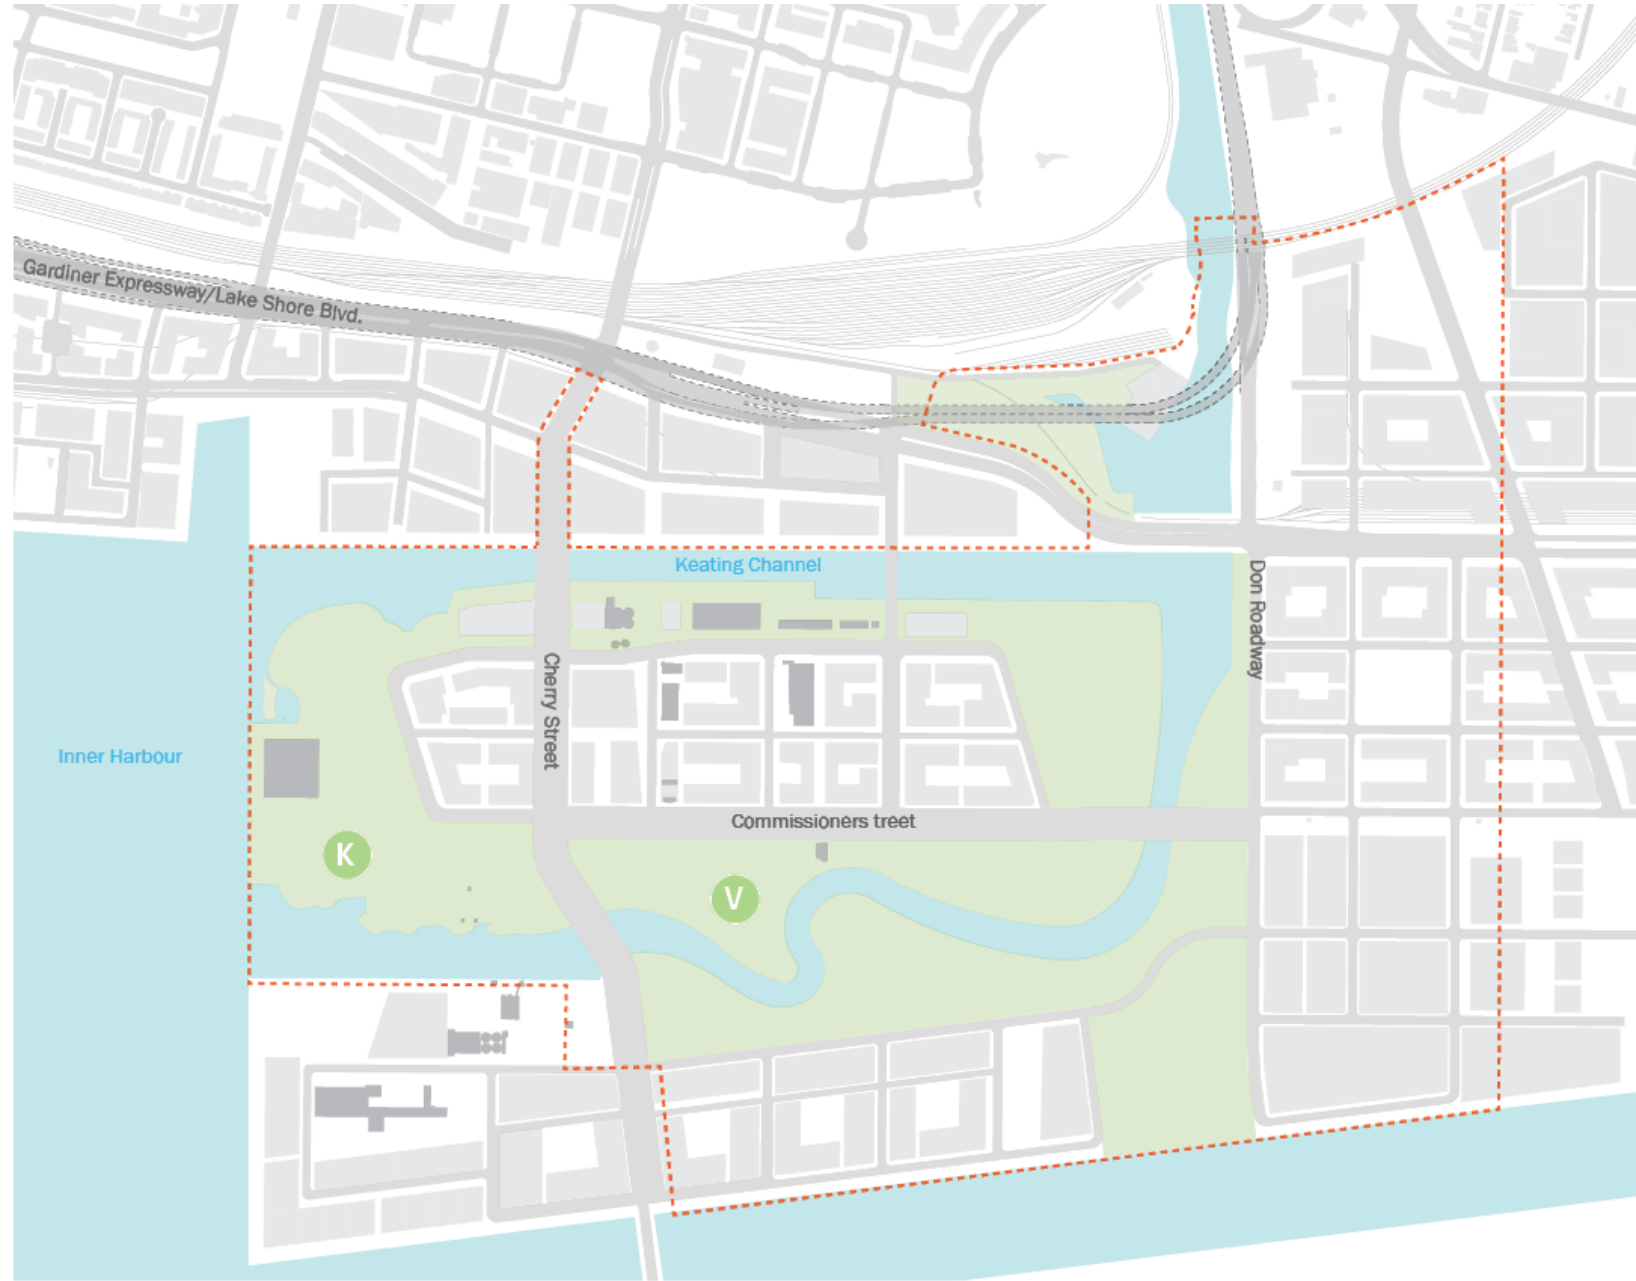 Gardiner Expressway/Lake Shore Blvd.
Keating Channel
Don Roadway
Cherry Street
Inner Harbour
Commissioners treet
K
V